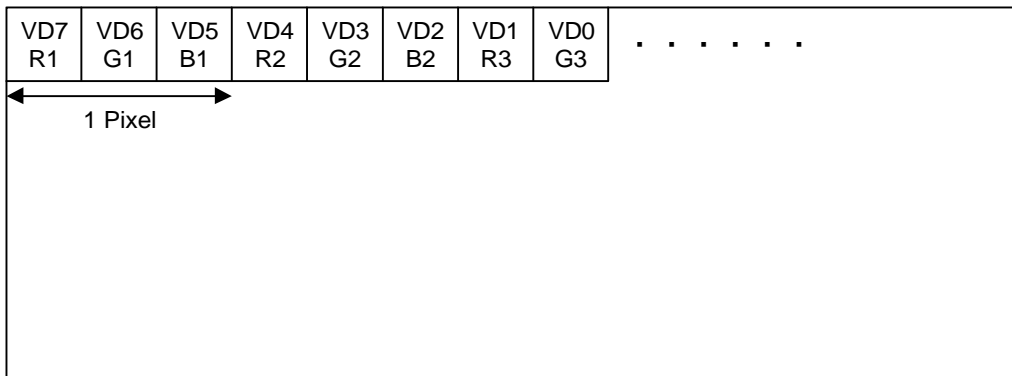 VD7 VD6 VD5 VD4 VD3 VD2 VD1 VD0 . . . . . .
R1 G1 B1 R2 G2 B2 R3 G3
1 Pixel